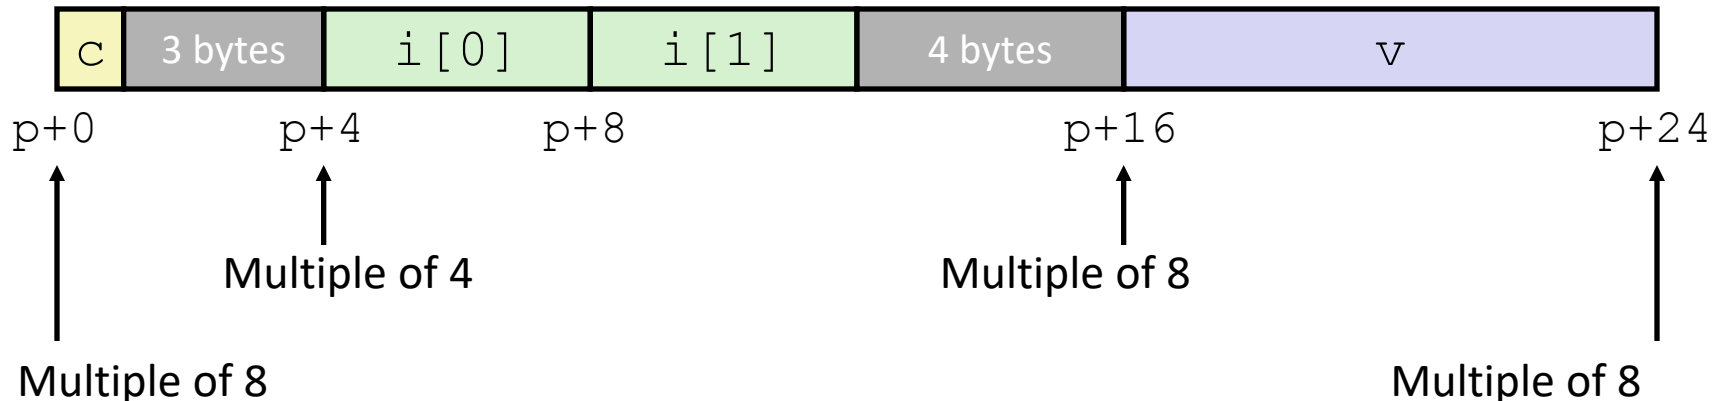 c 3 bytes i[0] i[1] 4 bytes v
p+0 p+4 p+8 p+16 p+24
Multiple of 4 Multiple of 8
Multiple of 8 Multiple of 8